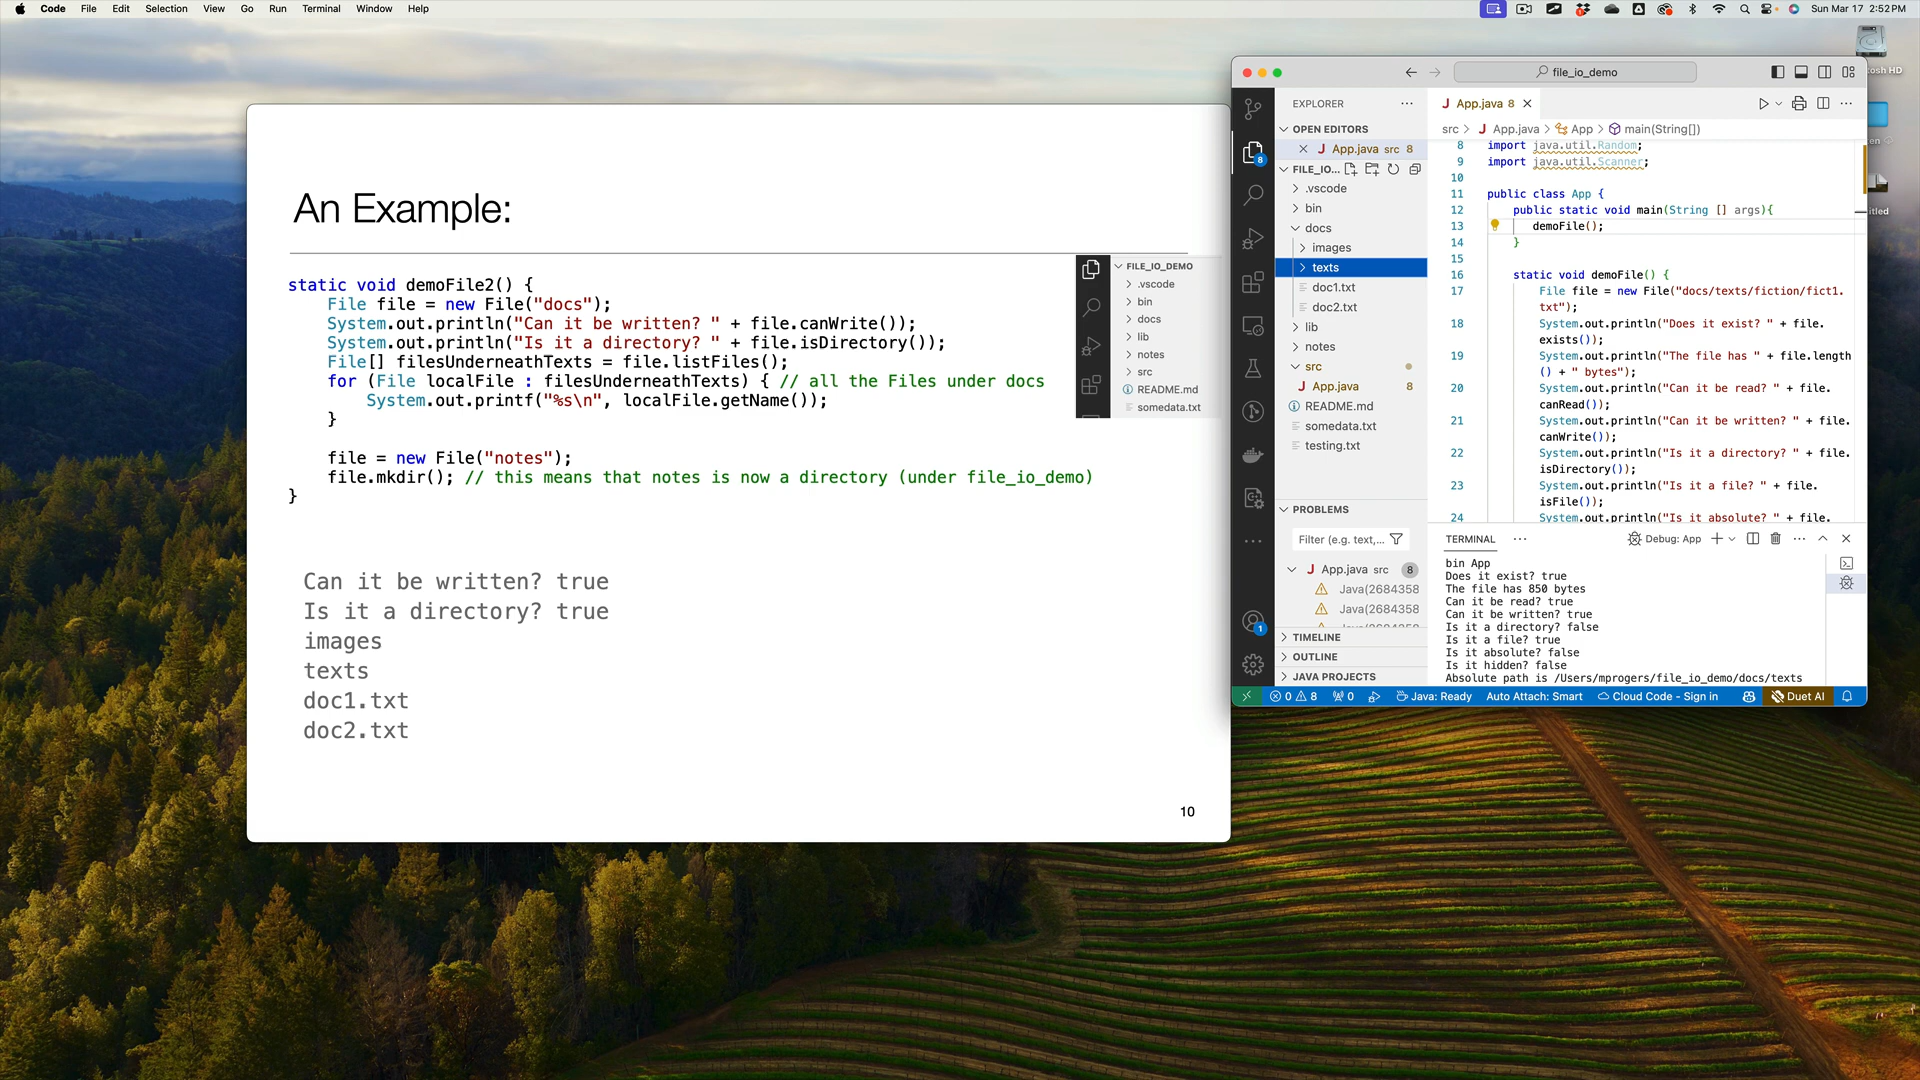 Code File Edit Selection View Go Run Terminal Window Help
Sun Mar 17 2:52 PM
An Example:
static void demoFile2() {
File file = new File("docs");
System.out.println("Can it be written? " + file.canWrite());
System.out.println("Is it a directory? " + file.isDirectory());
File[] filesUnderneathTexts = file.listFiles();
for (File localFile : filesUnderneathTexts) { // all the Files under docs
System.out.printf("%s\n", localFile.getName());
}
file = new File("notes");
file.mkdir(); // this means that notes is now a directory (under file_io_demo)
}
FILE_IO_DEMO
.vscode
bin
docs
lib
notes
src
README.md
somedata.txt
Can it be written? true
Is it a directory? true
images
texts
doc1.txt
doc2.txt
10
file_io_demo
EXPLORER
OPEN EDITORS
App.java src 8
FILE_IO...
.vscode
bin
docs
images
texts
doc1.txt
doc2.txt
lib
notes
src
App.java 8
README.md
somedata.txt
testing.txt
PROBLEMS
Filter (e.g. text,...
App.java src 8
Java(2684358
Java(2684358
Java(2684358
TIMELINE
OUTLINE
JAVA PROJECTS
8
1
App.java 8
src > App.java > App > main(String[])
8 import java.util.Random;
9 import java.util.Scanner;
10
11 public class App {
12 public static void main(String [] args){
13 demoFile();
14 }
15
16 static void demoFile() {
17 File file = new File("docs/texts/fiction/fict1.
txt");
18 System.out.println("Does it exist? " + file.
exists());
19 System.out.println("The file has " + file.length
() + " bytes");
20 System.out.println("Can it be read? " + file.
canRead());
21 System.out.println("Can it be written? " + file.
canWrite());
22 System.out.println("Is it a directory? " + file.
isDirectory());
23 System.out.println("Is it a file? " + file.
isFile());
24 System.out.println("Is it absolute? " + file.
TERMINAL
Debug: App
bin App
Does it exist? true
The file has 850 bytes
Can it be read? true
Can it be written? true
Is it a directory? false
Is it a file? true
Is it absolute? false
Is it hidden? false
Absolute path is /Users/mprogers/file_io_demo/docs/texts
0 8 0 Java: Ready Auto Attach: Smart Cloud Code - Sign in Duet AI
osh HD
itled